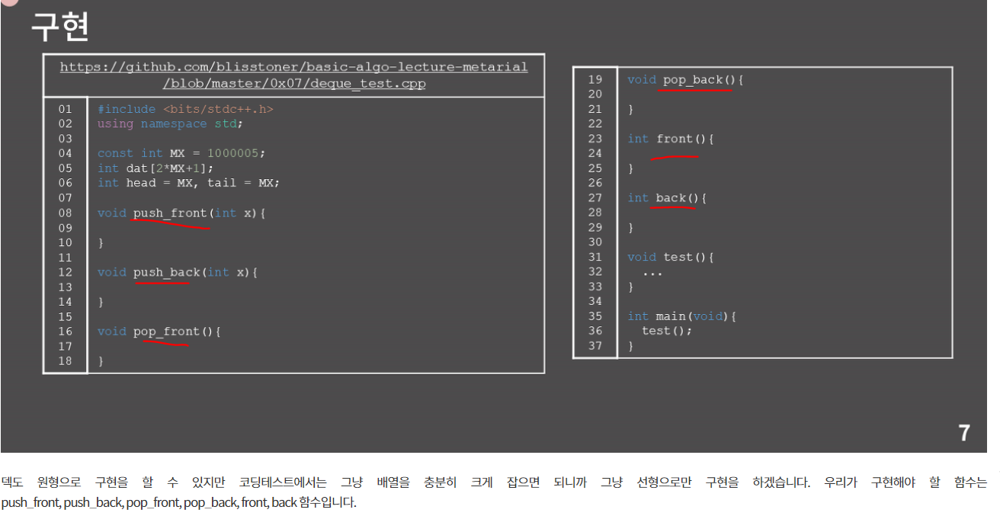 구현
https://github.com/blisstoner/basic-algo-lecture-metarial
/blob/master/0x07/deque_test.cpp
01 #include <bits/stdc++.h>
02 using namespace std;
03
04 const int MX = 1000005;
05 int dat[2*MX+1];
06 int head = MX, tail = MX;
07
08 void push_front(int x){
09
10 }
11
12 void push_back(int x){
13
14 }
15
16 void pop_front(){
17
18 }
19 void pop_back(){
20
21 }
22
23 int front(){
24
25 }
26
27 int back(){
28
29 }
30
31 void test(){
32 ...
33 }
34
35 int main(void){
36 test();
37 }
7
덱도 원형으로 구현을 할 수 있지만 코딩테스트에서는 그냥 배열을 충분히 크게 잡으면 되니까 그냥 선형으로만 구현을 하겠습니다. 우리가 구현해야 할 함수는
push_front, push_back, pop_front, pop_back, front, back 함수입니다.